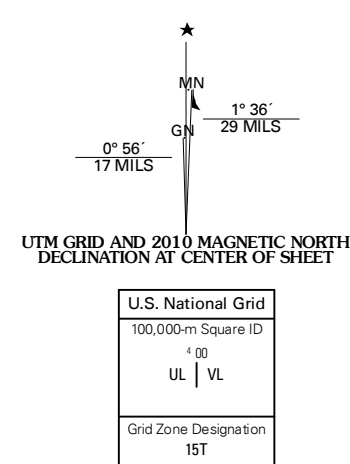 MN
1° 36´
29 MILS
GN
0° 56´
17 MILS
UTM GRID AND 2010 MAGNETIC NORTH
DECLINATION AT CENTER OF SHEET
U.S. National Grid
100,000-m Square ID
4 00
UL VL
Grid Zone Designation
15T